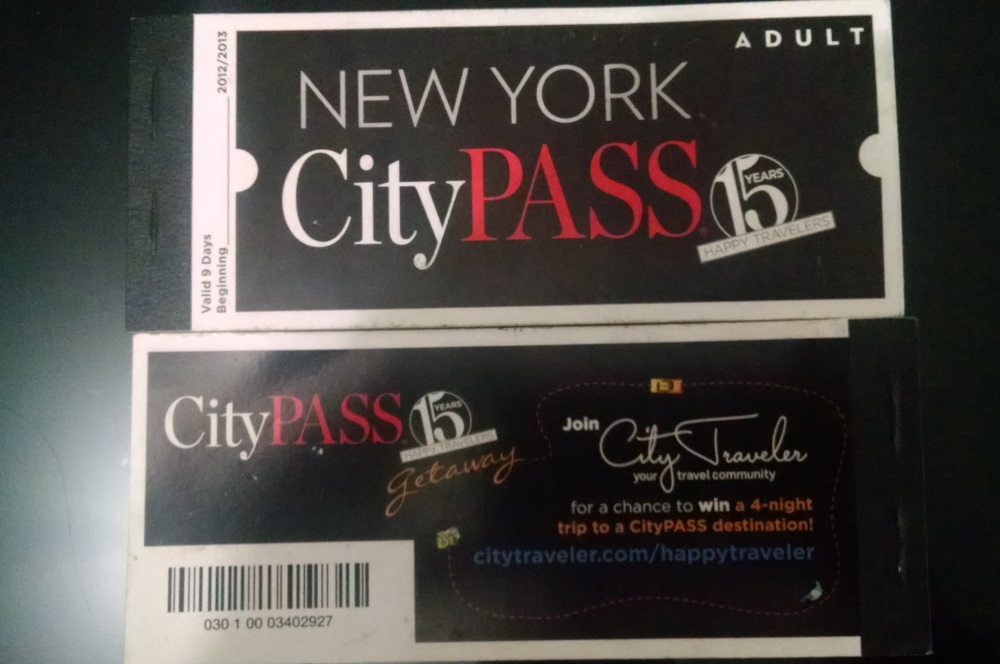 ADULT
NEW YORK
CityPASS
15 YEARS
HAPPY TRAVELERS
Valid 9 Days
Beginning 2012/2013
CityPASS
15 YEARS
HAPPY TRAVELERS
Getaway
Join
City Traveler
your travel community
for a chance to win a 4-night
trip to a CityPASS destination!
citytraveler.com/happytraveler
030 1 00 03402927